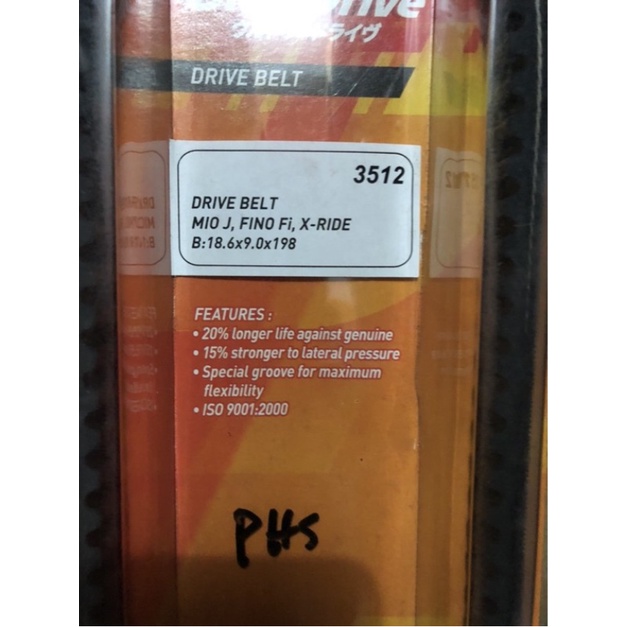 DRIVE BELT
3512
DRIVE BELT
MIO J, FINO Fi, X-RIDE
B:18.6x9.0x198
FEATURES :
• 20% longer life against genuine
• 15% stronger to lateral pressure
• Special groove for maximum
flexibility
• ISO 9001:2000
PHS